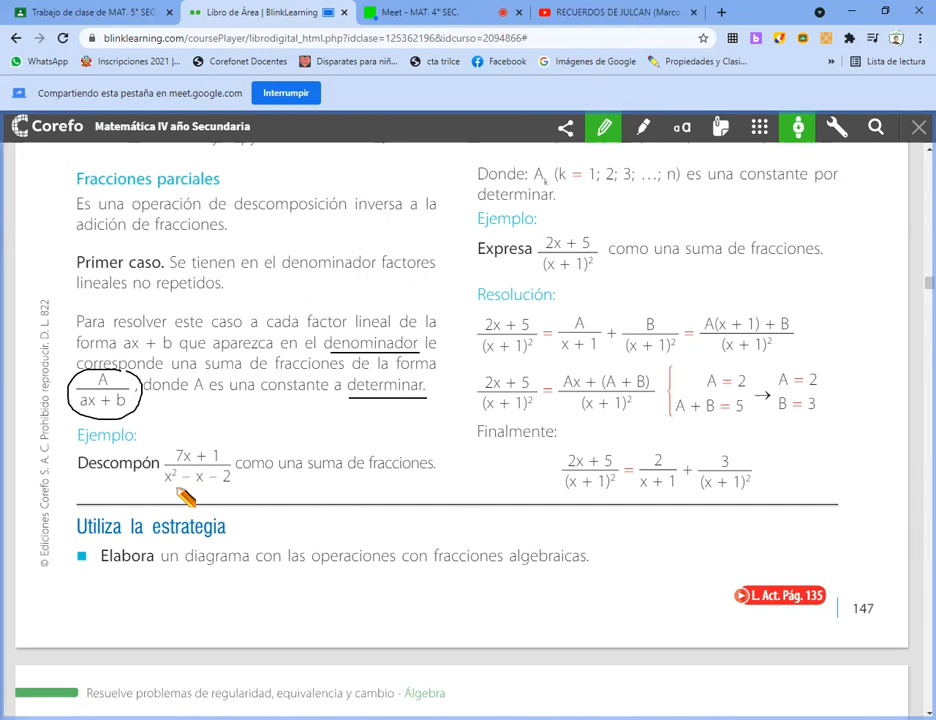 Trabajo de clase de MAT. 5° SEC
Libro de Área | BlinkLearning
Meet - MAT. 4° SEC.
RECUERDOS DE JULCAN (Marco
blinklearning.com/coursePlayer/librodigital_html.php?idclase=125362196&idcurso=2094866#
WhatsApp
Inscripciones 2021 |...
Corefonet Docentes
Disparates para niñ...
cta trilce
Facebook
Imágenes de Google
Propiedades y Clasi...
»
Lista de lectura
Compartiendo esta pestaña en meet.google.com
Interrumpir
Corefo
Matemática IV año Secundaria
aA
Fracciones parciales
Es una operación de descomposición inversa a la
adición de fracciones.
Primer caso. Se tienen en el denominador factores
lineales no repetidos.
Para resolver este caso a cada factor lineal de la
forma ax + b que aparezca en el denominador le
corresponde una suma de fracciones de la forma
A
ax + b
, donde A es una constante a determinar.
Ejemplo:
Descompón 7x + 1 / x² – x – 2 como una suma de fracciones.
© Ediciones Corefo S. A. C. Prohibido reproducir. D. L. 822
Donde: Aₖ (k = 1; 2; 3; …; n) es una constante por
determinar.
Ejemplo:
Expresa 2x + 5 / (x + 1)² como una suma de fracciones.
Resolución:
2x + 5 / (x + 1)² = A / x + 1 + B / (x + 1)² = A(x + 1) + B / (x + 1)²
2x + 5 / (x + 1)² = Ax + (A + B) / (x + 1)² { A = 2 → A = 2
A + B = 5 B = 3
Finalmente:
2x + 5 / (x + 1)² = 2 / x + 1 + 3 / (x + 1)²
Utiliza la estrategia
Elabora un diagrama con las operaciones con fracciones algebraicas.
L. Act. Pág. 135
147
Resuelve problemas de regularidad, equivalencia y cambio - Álgebra